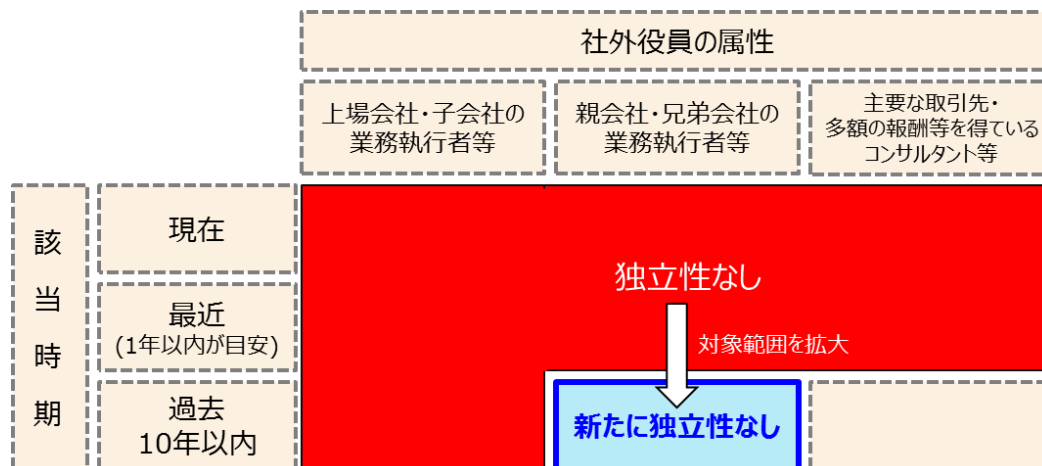 社外役員の属性
上場会社・子会社の
業務執行者等
親会社・兄弟会社の
業務執行者等
主要な取引先・
多額の報酬等を得ている
コンサルタント等
該当時期
現在
最近
(1年以内が目安)
過去
10年以内
独立性なし
対象範囲を拡大
新たに独立性なし